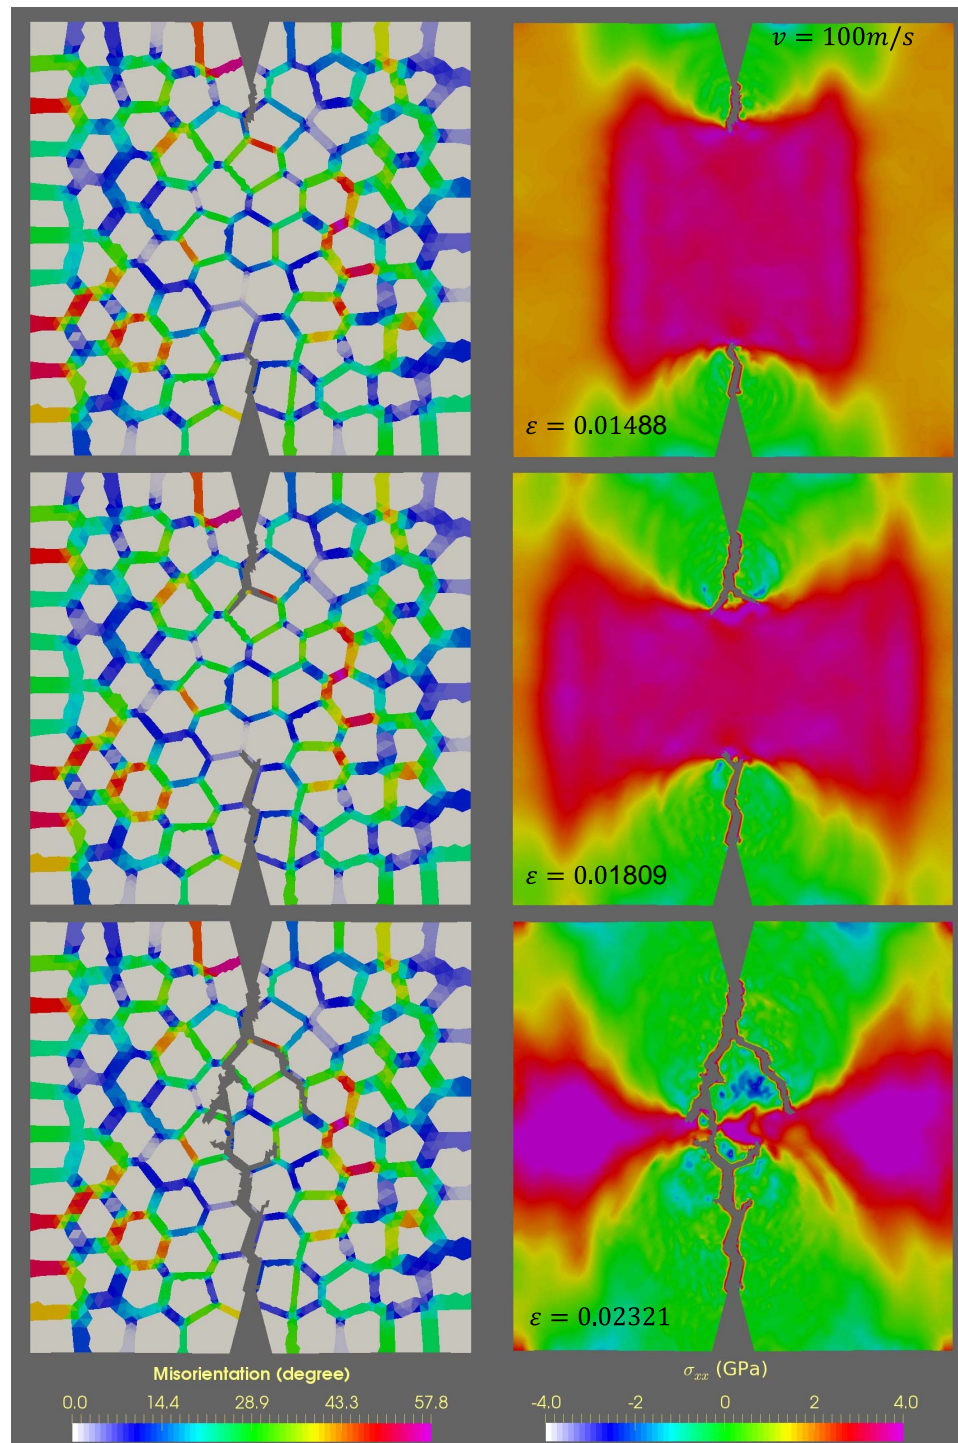 v = 100m/s
ε = 0.01488
ε = 0.01809
ε = 0.02321
Misorientation (degree)
0.0 14.4 28.9 43.3 57.8
σxx (GPa)
-4.0 -2 0 2 4.0